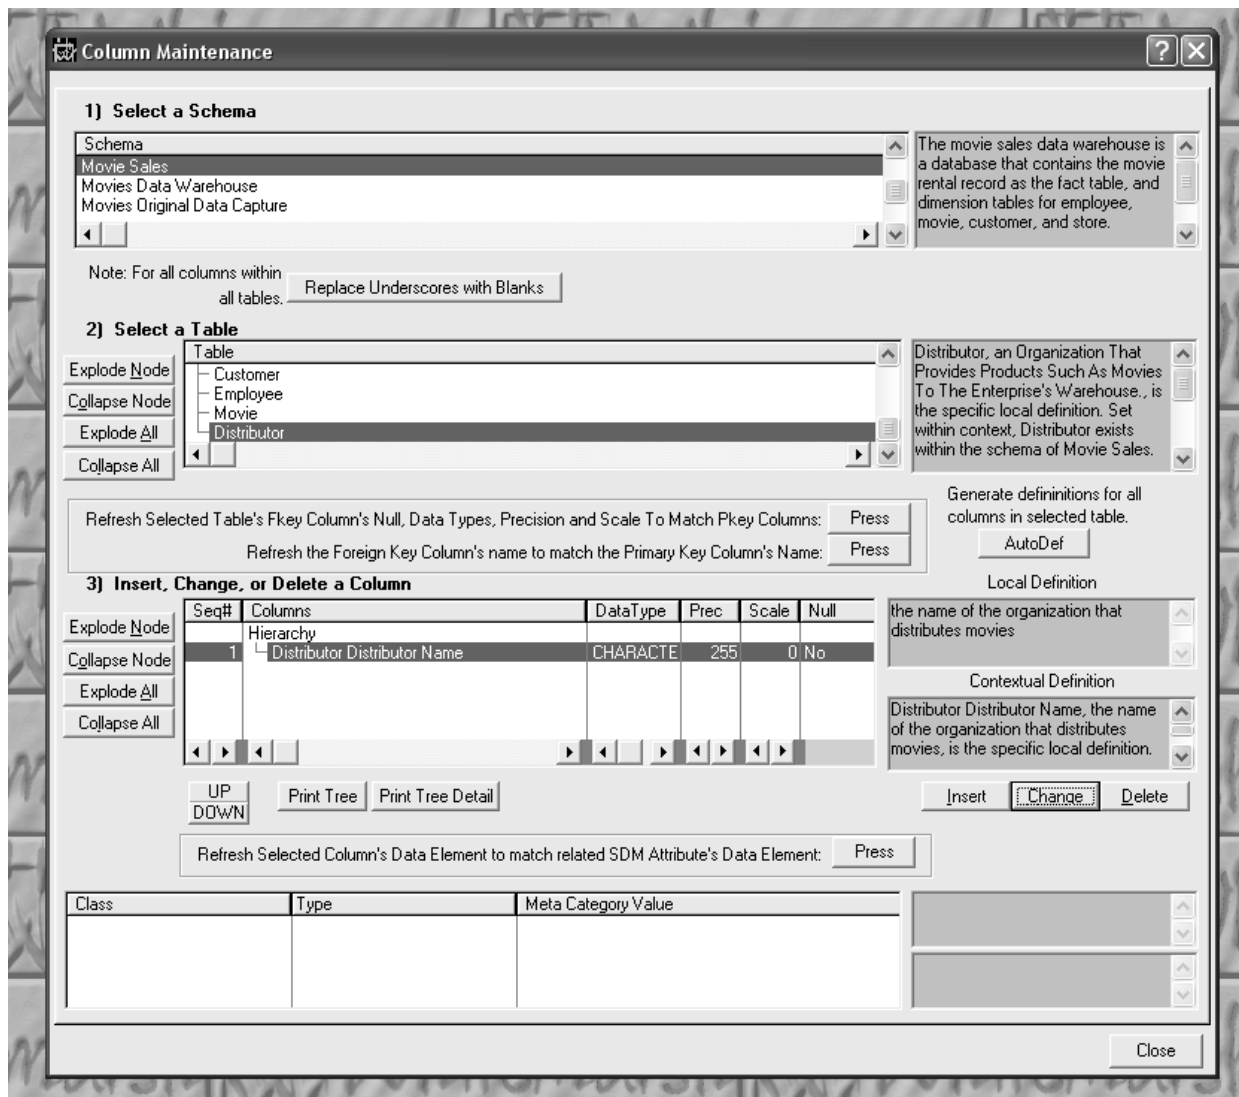 Column Maintenance
1) Select a Schema
Schema
Movie Sales
Movies Data Warehouse
Movies Original Data Capture
The movie sales data warehouse is
a database that contains the movie
rental record as the fact table, and
dimension tables for employee,
movie, customer, and store.
Note: For all columns within
all tables.
Replace Underscores with Blanks
2) Select a Table
Explode Node
Collapse Node
Explode All
Collapse All
Table
Customer
Employee
Movie
Distributor
Distributor, an Organization That
Provides Products Such As Movies
To The Enterprise's Warehouse., is
the specific local definition. Set
within context, Distributor exists
within the schema of Movie Sales.
Refresh Selected Table's Fkey Column's Null, Data Types, Precision and Scale To Match Pkey Columns: Press
Refresh the Foreign Key Column's name to match the Primary Key Column's Name: Press
Generate defininitions for all
columns in selected table.
AutoDef
3) Insert, Change, or Delete a Column
Explode Node
Collapse Node
Explode All
Collapse All
Seq# Columns DataType Prec Scale Null
Hierarchy
1 Distributor Distributor Name CHARACTE 255 0 No
Local Definition
the name of the organization that
distributes movies
Contextual Definition
Distributor Distributor Name, the name
of the organization that distributes
movies, is the specific local definition.
UP
DOWN
Print Tree Print Tree Detail
Insert Change Delete
Refresh Selected Column's Data Element to match related SDM Attribute's Data Element: Press
Class Type Meta Category Value
Close